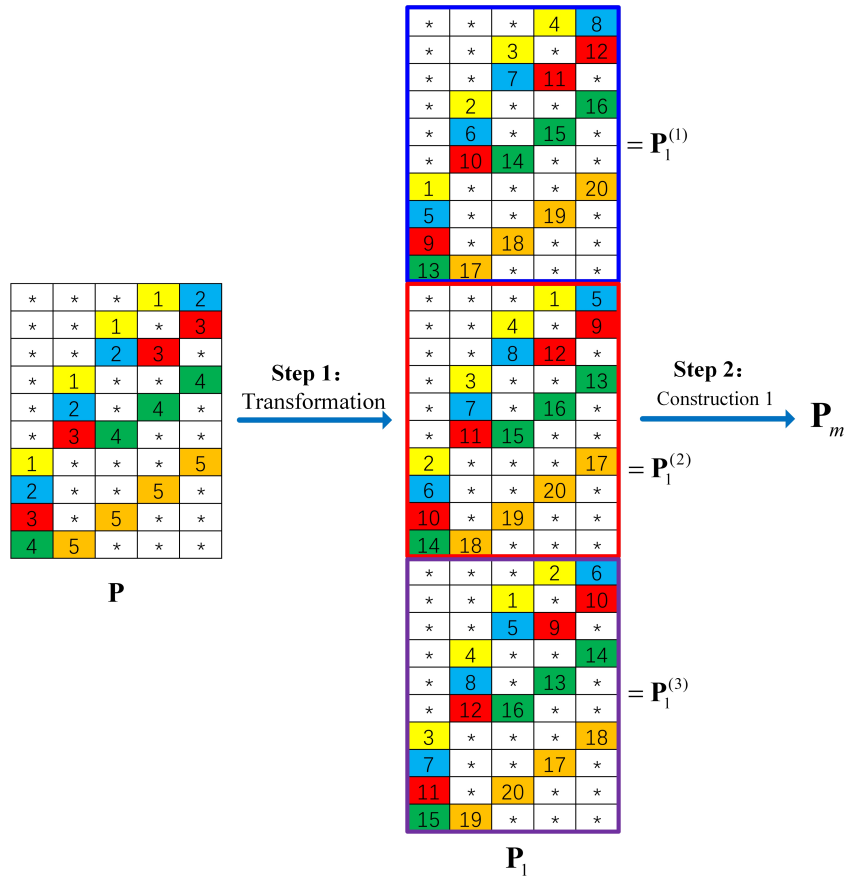 * * * 4 8
* * 3 * 12
* * 7 11 *
* 2 * * 16
* 6 * 15 *
* 10 14 * *
1 * * * 20
5 * * 19 *
9 * 18 * *
13 17 * * *
= P₁⁽¹⁾
* * * 1 2
* * 1 * 3
* * 2 3 *
* 1 * * 4
* 2 * 4 *
* 3 4 * *
1 * * * 5
2 * * 5 *
3 * 5 * *
4 5 * * *
P
Step 1:
Transformation
* * * 1 5
* * 4 * 9
* * 8 12 *
* 3 * * 13
* 7 * 16 *
* 11 15 * *
2 * * * 17
6 * * 20 *
10 * 19 * *
14 18 * * *
= P₁⁽²⁾
Step 2:
Construction 1
Pₘ
* * * 2 6
* * 1 * 10
* * 5 9 *
* 4 * * 14
* 8 * 13 *
* 12 16 * *
3 * * * 18
7 * * 17 *
11 * 20 * *
15 19 * * *
= P₁⁽³⁾
P₁